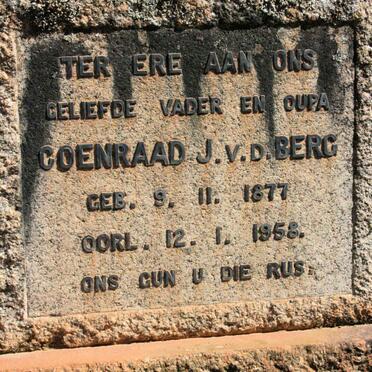 TER ERE AAN ONS
GELIEFDE VADER EN OUPA
COENRAAD J.V.D. BERG
GEB. 9. 11. 1877
OORL. 12. 1. 1958.
ONS GUN U DIE RUS.